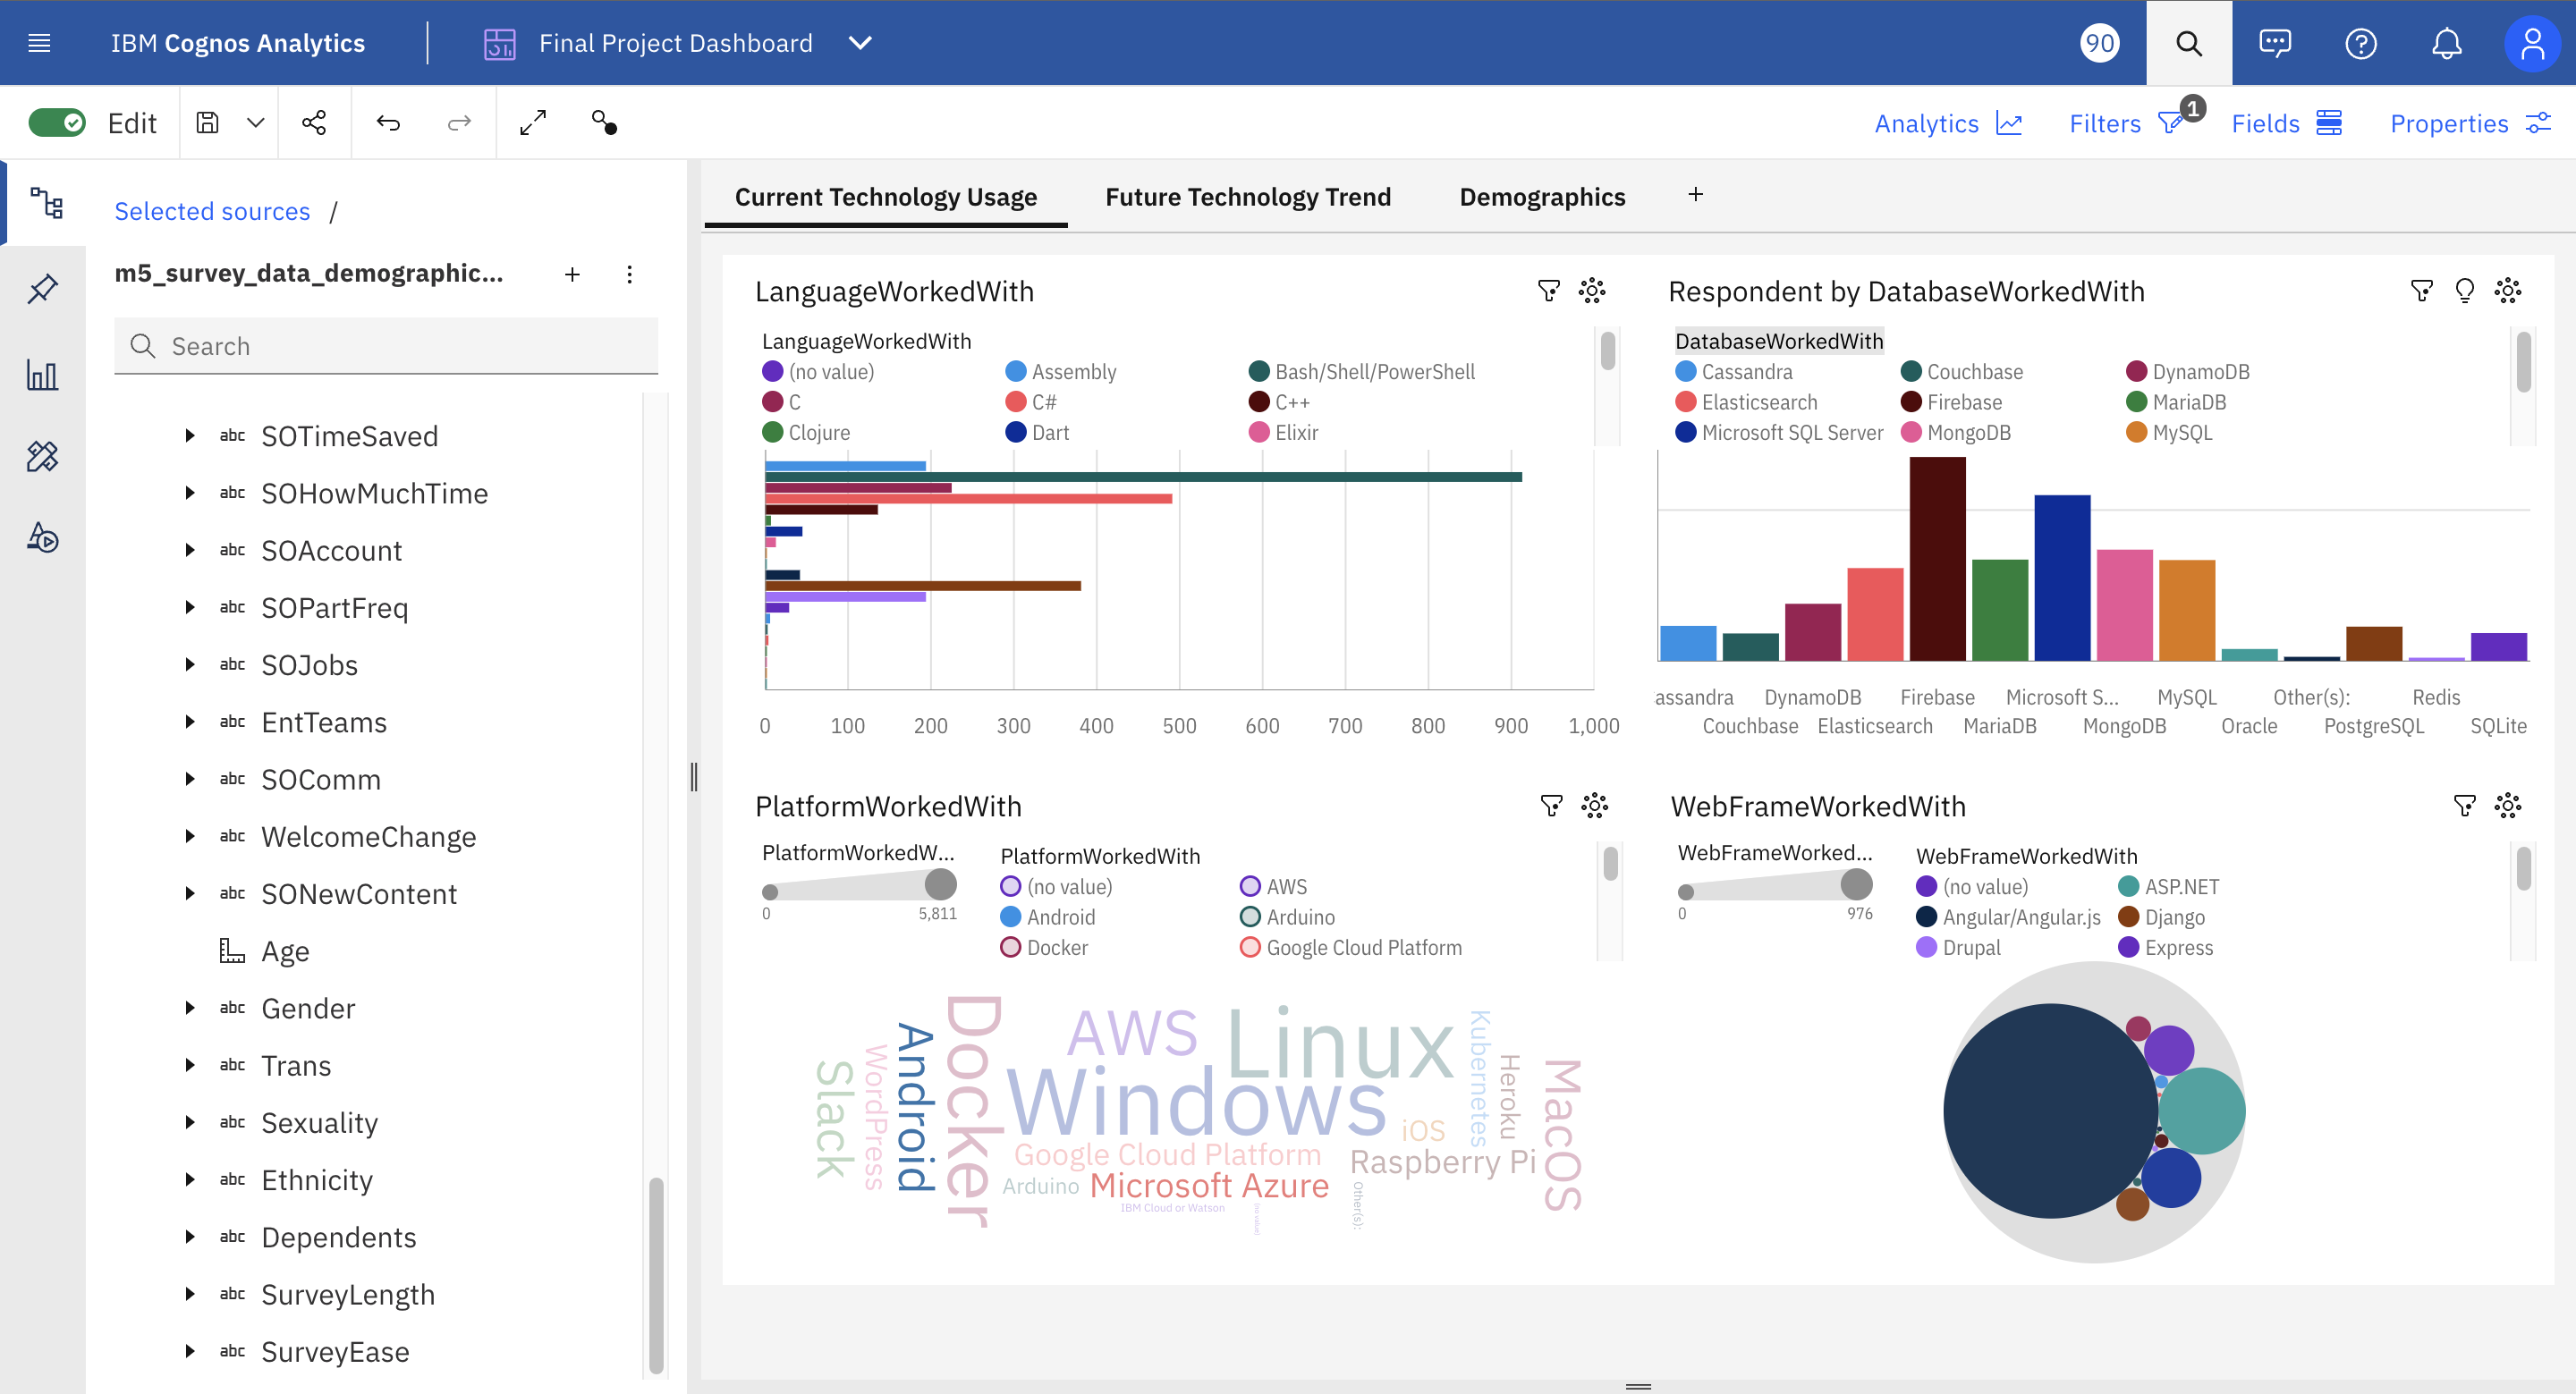 IBM Cognos Analytics
Final Project Dashboard
90
Edit
Analytics
Filters
1
Fields
Properties
Selected sources /
m5_survey_data_demographic...
Search
abc SOTimeSaved
abc SOHowMuchTime
abc SOAccount
abc SOPartFreq
abc SOJobs
abc EntTeams
abc SOComm
abc WelcomeChange
abc SONewContent
Age
abc Gender
abc Trans
abc Sexuality
abc Ethnicity
abc Dependents
abc SurveyLength
abc SurveyEase
Current Technology Usage
Future Technology Trend
Demographics
+
LanguageWorkedWith
LanguageWorkedWith
(no value) Assembly Bash/Shell/PowerShell
C C# C++
Clojure Dart Elixir
0 100 200 300 400 500 600 700 800 900 1,000
Respondent by DatabaseWorkedWith
DatabaseWorkedWith
Cassandra Couchbase DynamoDB
Elasticsearch Firebase MariaDB
Microsoft SQL Server MongoDB MySQL
assandra DynamoDB Firebase Microsoft S... MySQL Other(s): Redis
Couchbase Elasticsearch MariaDB MongoDB Oracle PostgreSQL SQLite
PlatformWorkedWith
PlatformWorkedW...
0 5,811
PlatformWorkedWith
(no value) AWS
Android Arduino
Docker Google Cloud Platform
Slack
WordPress
Android
Docker
AWS
Linux
Windows
Kubernetes
Heroku
MacOS
iOS
Google Cloud Platform
Raspberry Pi
Arduino
Microsoft Azure
IBM Cloud or Watson
(no value)
Other(s):
WebFrameWorkedWith
WebFrameWorked...
0 976
WebFrameWorkedWith
(no value) ASP.NET
Angular/Angular.js Django
Drupal Express